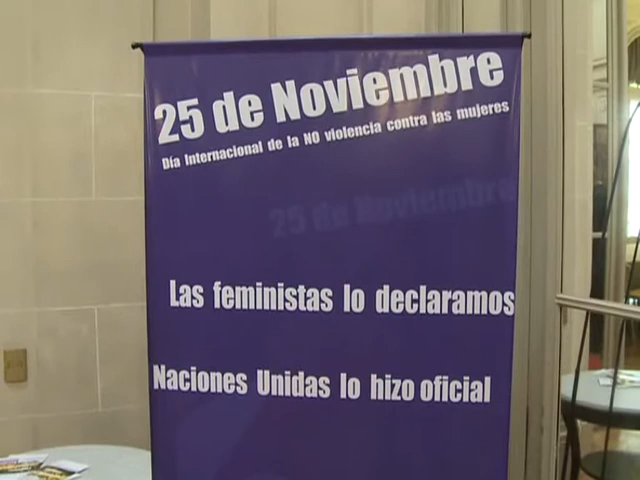 25 de Noviembre
Día Internacional de la NO violencia contra las mujeres
25 de Noviembre
Las feministas lo declaramos
Naciones Unidas lo hizo oficial